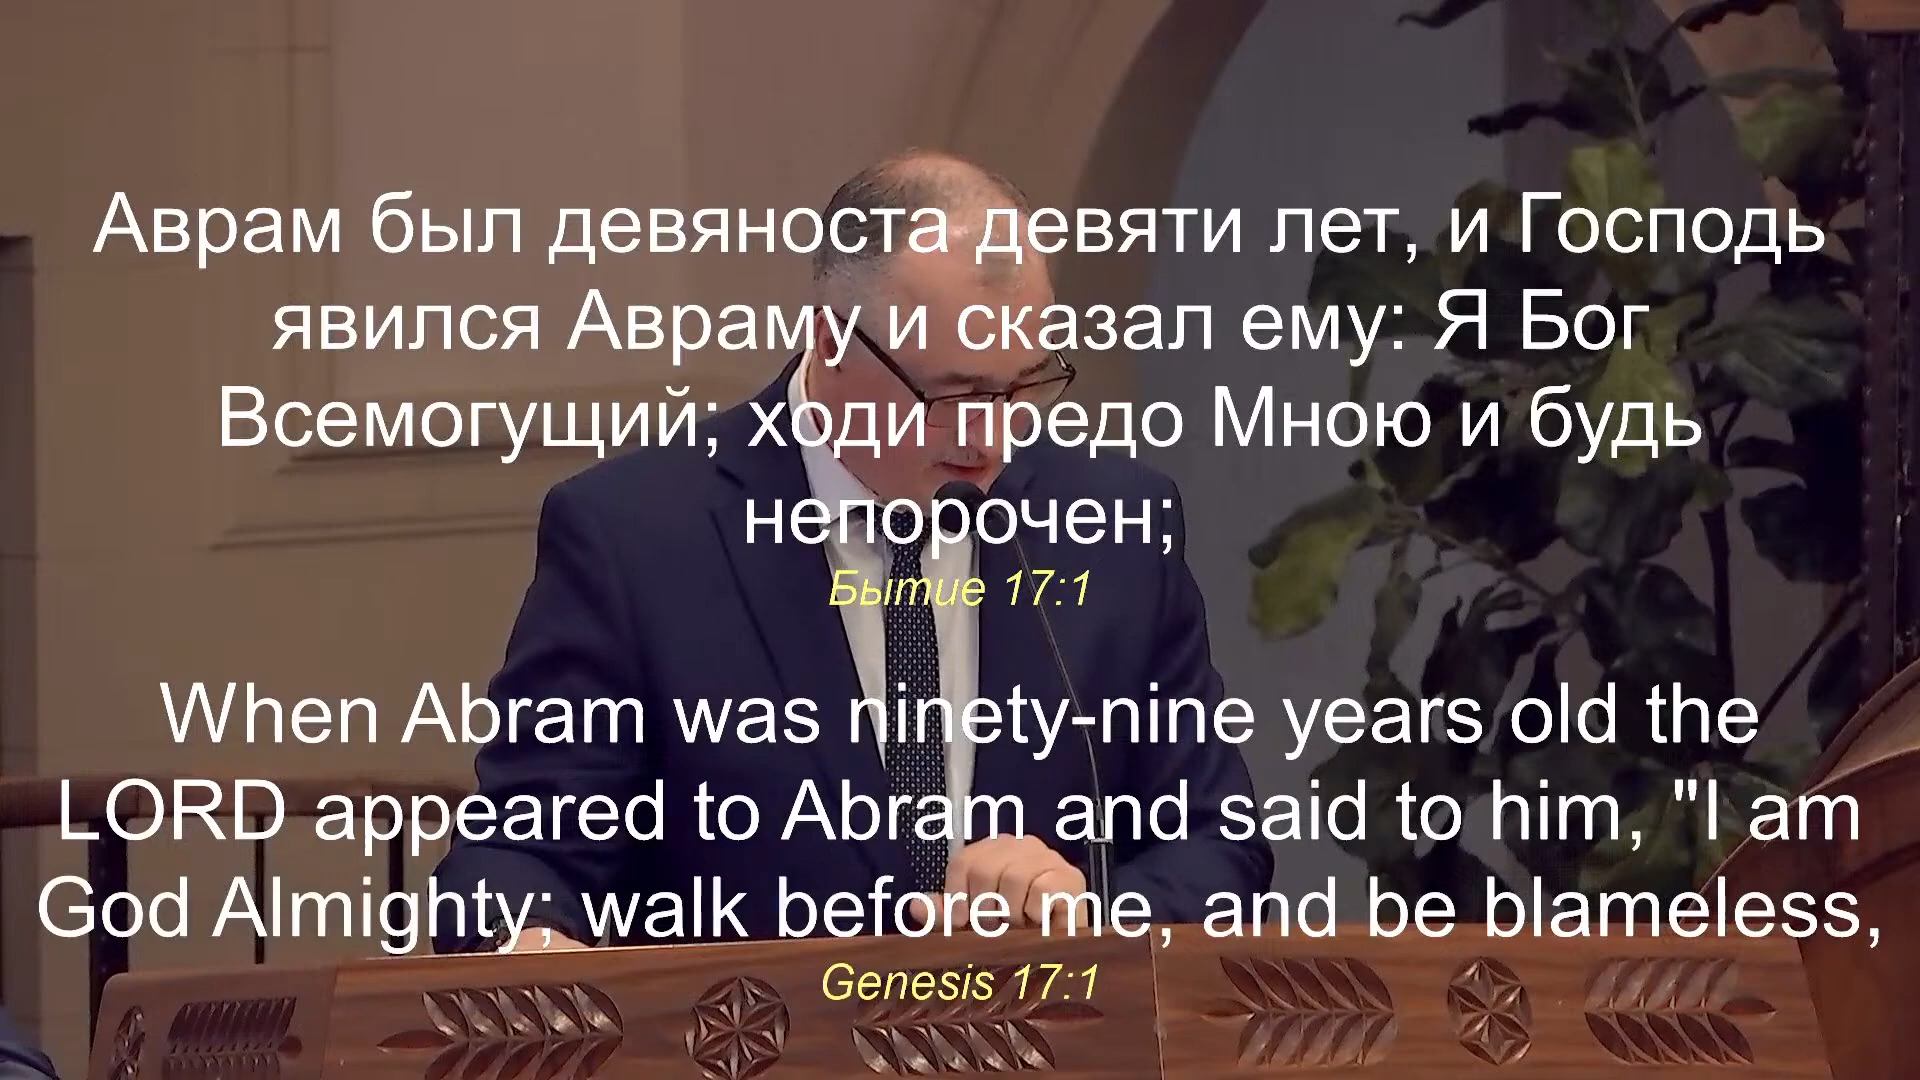 Аврам был девяноста девяти лет, и Господь
явился Авраму и сказал ему: Я Бог
Всемогущий; ходи предо Мною и будь
непорочен;
Бытие 17:1
When Abram was ninety-nine years old the
LORD appeared to Abram and said to him, "I am
God Almighty; walk before me, and be blameless,
Genesis 17:1